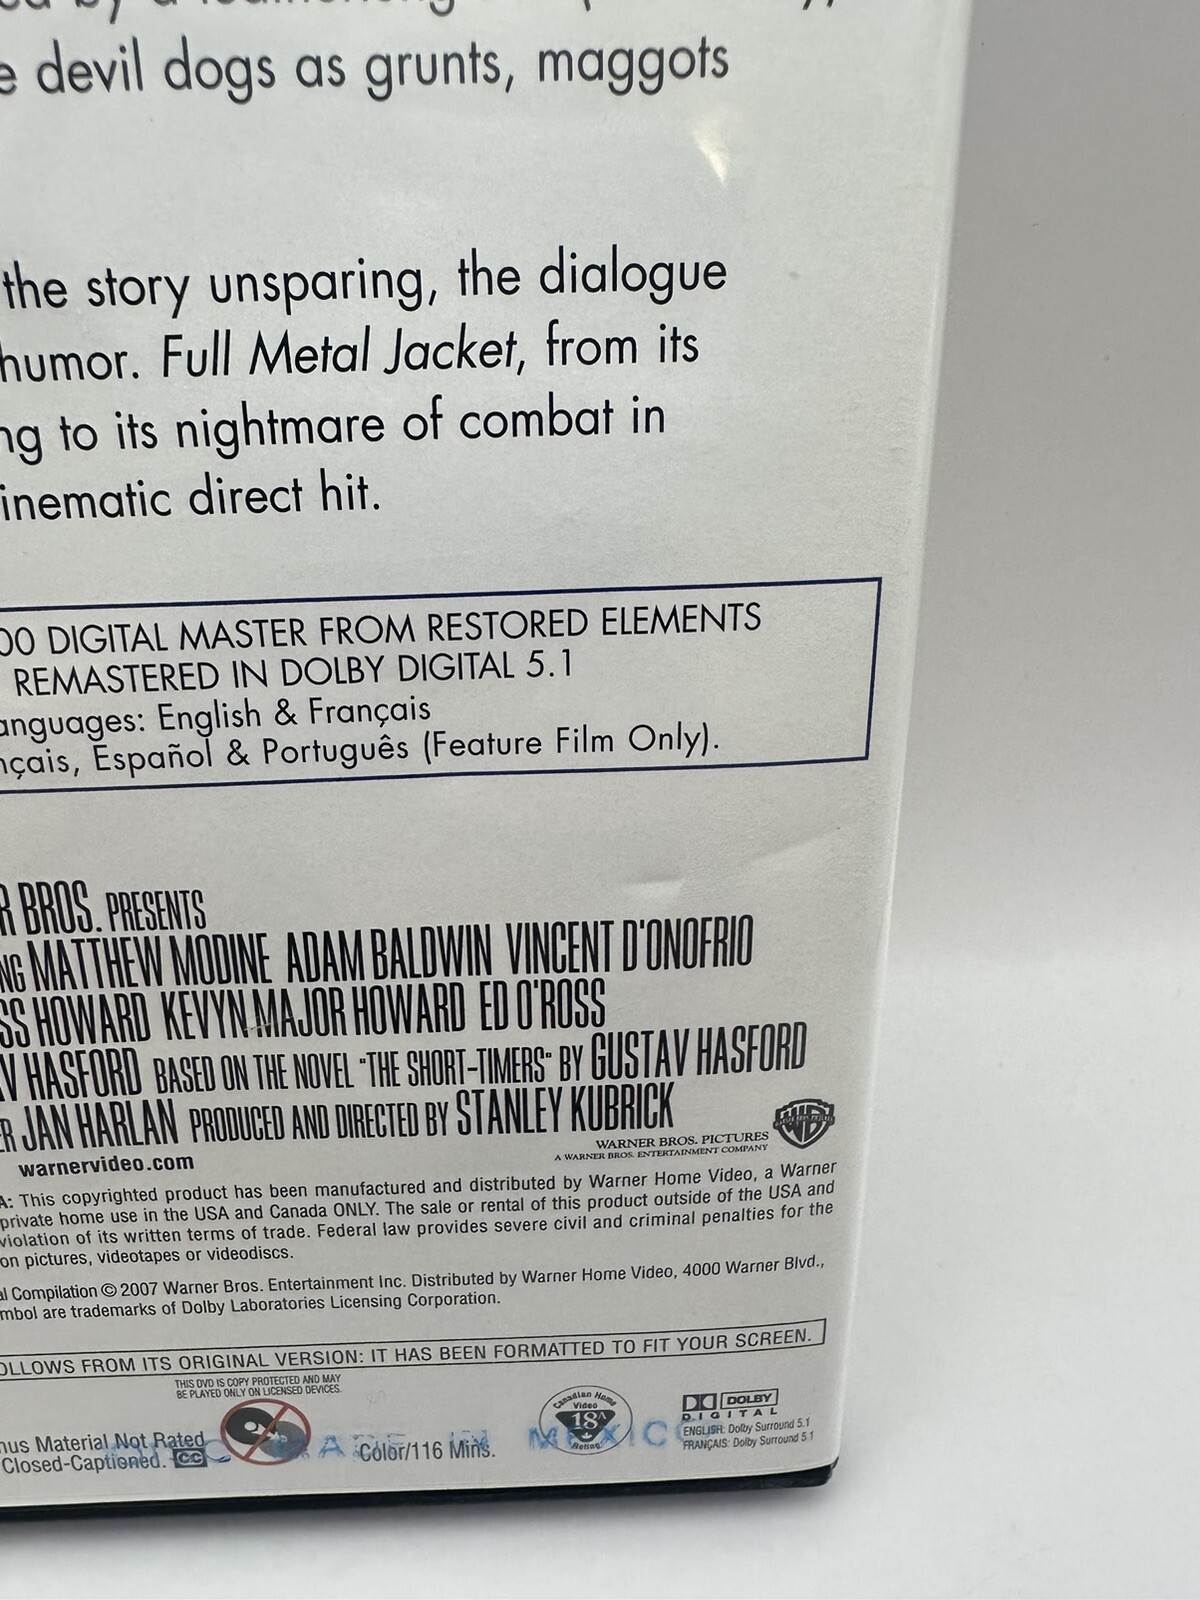 e devil dogs as grunts, maggots
the story unsparing, the dialogue
humor. Full Metal Jacket, from its
ng to its nightmare of combat in
inematic direct hit.
00 DIGITAL MASTER FROM RESTORED ELEMENTS
REMASTERED IN DOLBY DIGITAL 5.1
anguages: English & Français
nçais, Español & Português (Feature Film Only).
R BROS. PRESENTS
NG MATTHEW MODINE ADAM BALDWIN VINCENT D'ONOFRIO
SS HOWARD KEVYN MAJOR HOWARD ED O'ROSS
V HASFORD BASED ON THE NOVEL "THE SHORT-TIMERS" BY GUSTAV HASFORD
R JAN HARLAN PRODUCED AND DIRECTED BY STANLEY KUBRICK
WARNER BROS. PICTURES
A WARNER BROS. ENTERTAINMENT COMPANY
WB
warnervideo.com
A: This copyrighted product has been manufactured and distributed by Warner Home Video, a Warner
private home use in the USA and Canada ONLY. The sale or rental of this product outside of the USA and
violation of its written terms of trade. Federal law provides severe civil and criminal penalties for the
on pictures, videotapes or videodiscs.
al Compilation © 2007 Warner Bros. Entertainment Inc. Distributed by Warner Home Video, 4000 Warner Blvd.,
mbol are trademarks of Dolby Laboratories Licensing Corporation.
OLLOWS FROM ITS ORIGINAL VERSION: IT HAS BEEN FORMATTED TO FIT YOUR SCREEN.
THIS DVD IS COPY PROTECTED AND MAY
BE PLAYED ONLY ON LICENSED DEVICES.
nus Material Not Rated
Closed-Captioned. CC
Color/116 Mins.
Canadian Home
Video
18A
Rating
DOLBY
DIGITAL
ENGLISH: Dolby Surround 5.1
FRANÇAIS: Dolby Surround 5.1